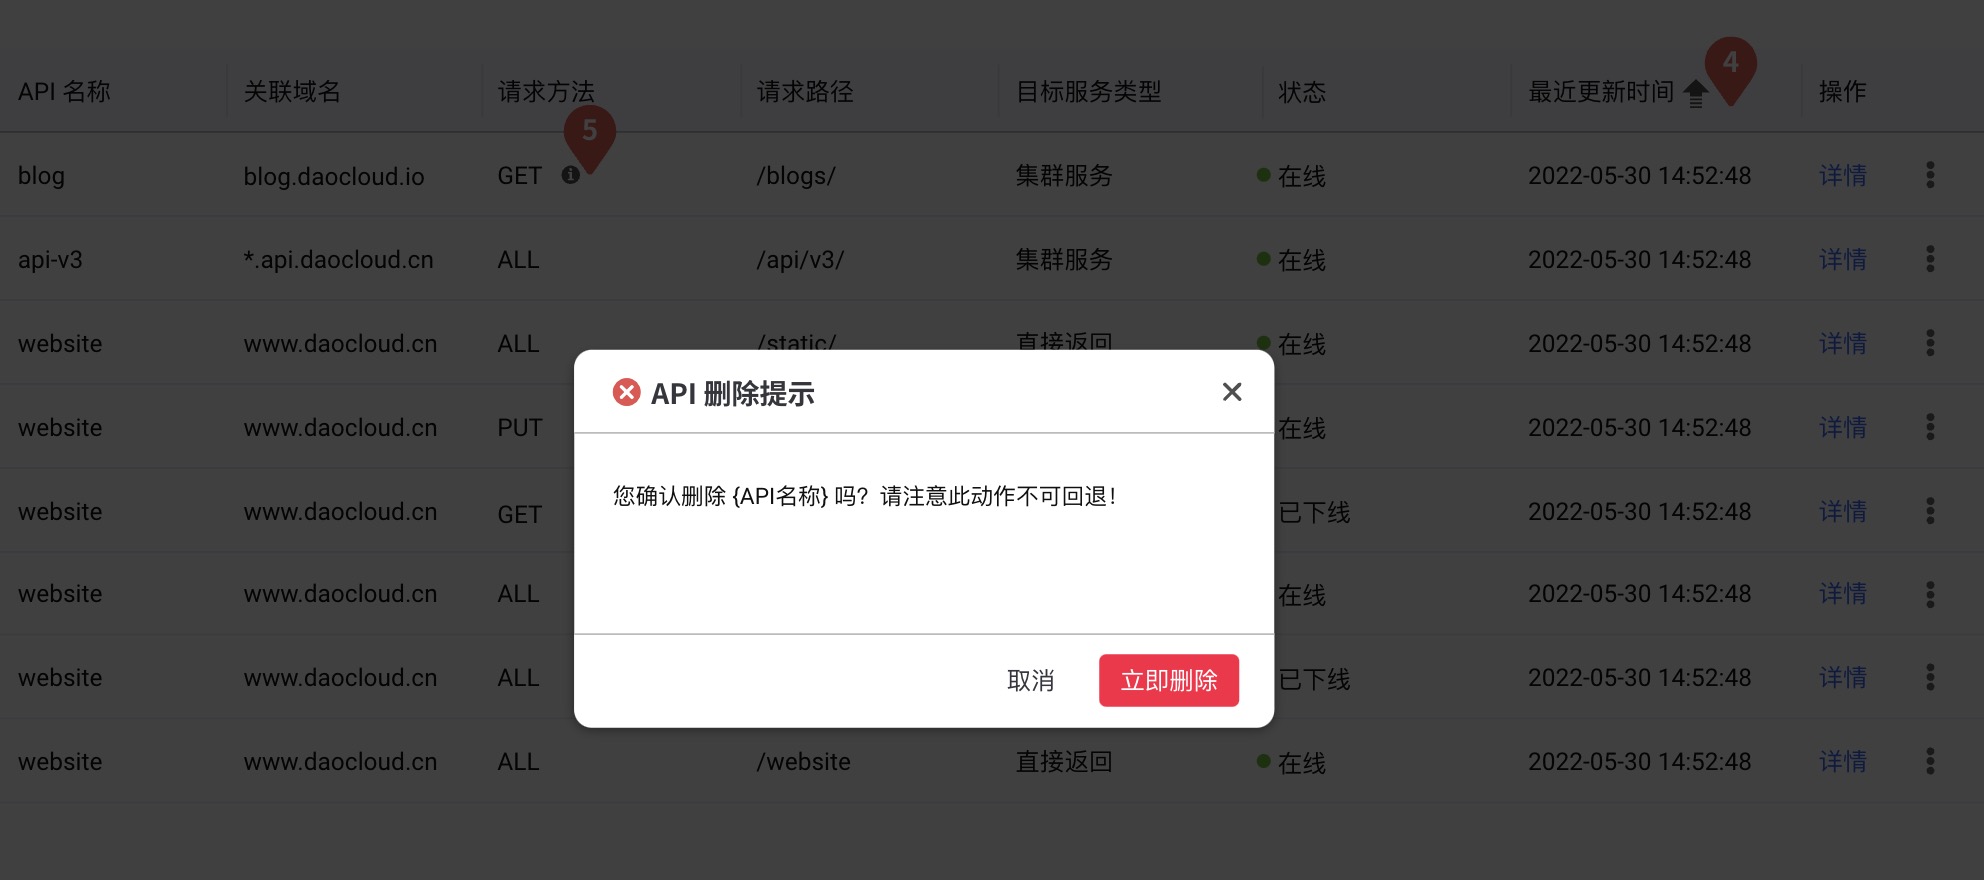 4
API 名称 关联域名 请求方法 请求路径 目标服务类型 状态 最近更新时间 操作
5
blog blog.daocloud.io GET /blogs/ 集群服务 在线 2022-05-30 14:52:48 详情
api-v3 *.api.daocloud.cn ALL /api/v3/ 集群服务 在线 2022-05-30 14:52:48 详情
website www.daocloud.cn ALL /static/ 直接返回 在线 2022-05-30 14:52:48 详情
API 删除提示
website www.daocloud.cn PUT 在线 2022-05-30 14:52:48 详情
您确认删除 {API名称} 吗？请注意此动作不可回退！
website www.daocloud.cn GET 已下线 2022-05-30 14:52:48 详情
website www.daocloud.cn ALL 在线 2022-05-30 14:52:48 详情
website www.daocloud.cn ALL 已下线 2022-05-30 14:52:48 详情
取消 立即删除
website www.daocloud.cn ALL /website 直接返回 在线 2022-05-30 14:52:48 详情